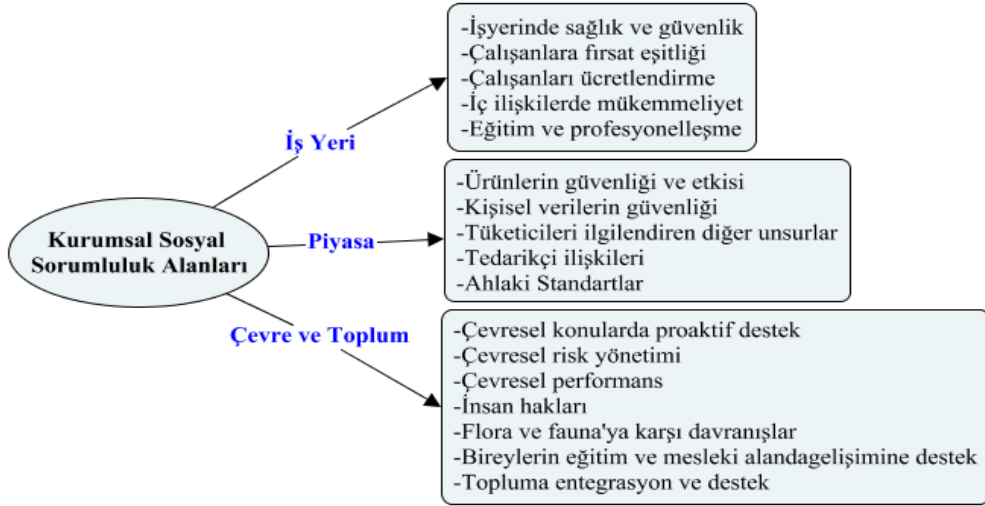 -İşyerinde sağlık ve güvenlik
-Çalışanlara fırsat eşitliği
-Çalışanları ücretlendirme
-İç ilişkilerde mükemmeliyet
-Eğitim ve profesyonelleşme
İş Yeri
-Ürünlerin güvenliği ve etkisi
-Kişisel verilerin güvenliği
-Tüketicileri ilgilendiren diğer unsurlar
-Tedarikçi ilişkileri
-Ahlaki Standartlar
Piyasa
Kurumsal Sosyal
Sorumluluk Alanları
Çevre ve Toplum
-Çevresel konularda proaktif destek
-Çevresel risk yönetimi
-Çevresel performans
-İnsan hakları
-Flora ve fauna'ya karşı davranışlar
-Bireylerin eğitim ve mesleki alandagelişimine destek
-Topluma entegrasyon ve destek